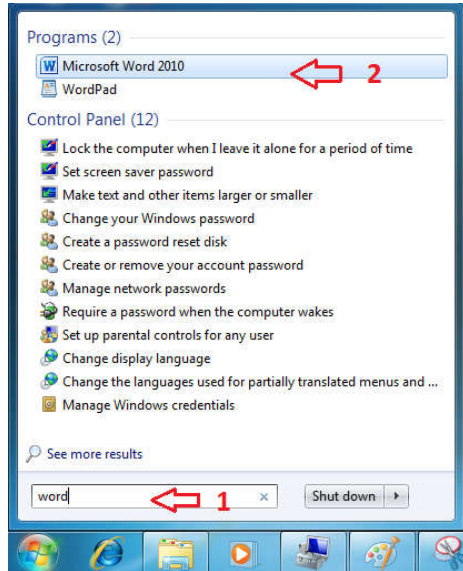 Programs (2)
Microsoft Word 2010
2
WordPad
Control Panel (12)
Lock the computer when I leave it alone for a period of time
Set screen saver password
Make text and other items larger or smaller
Change your Windows password
Create a password reset disk
Create or remove your account password
Manage network passwords
Require a password when the computer wakes
Set up parental controls for any user
Change display language
Change the languages used for partially translated menus and ...
Manage Windows credentials
See more results
word 1 × Shut down